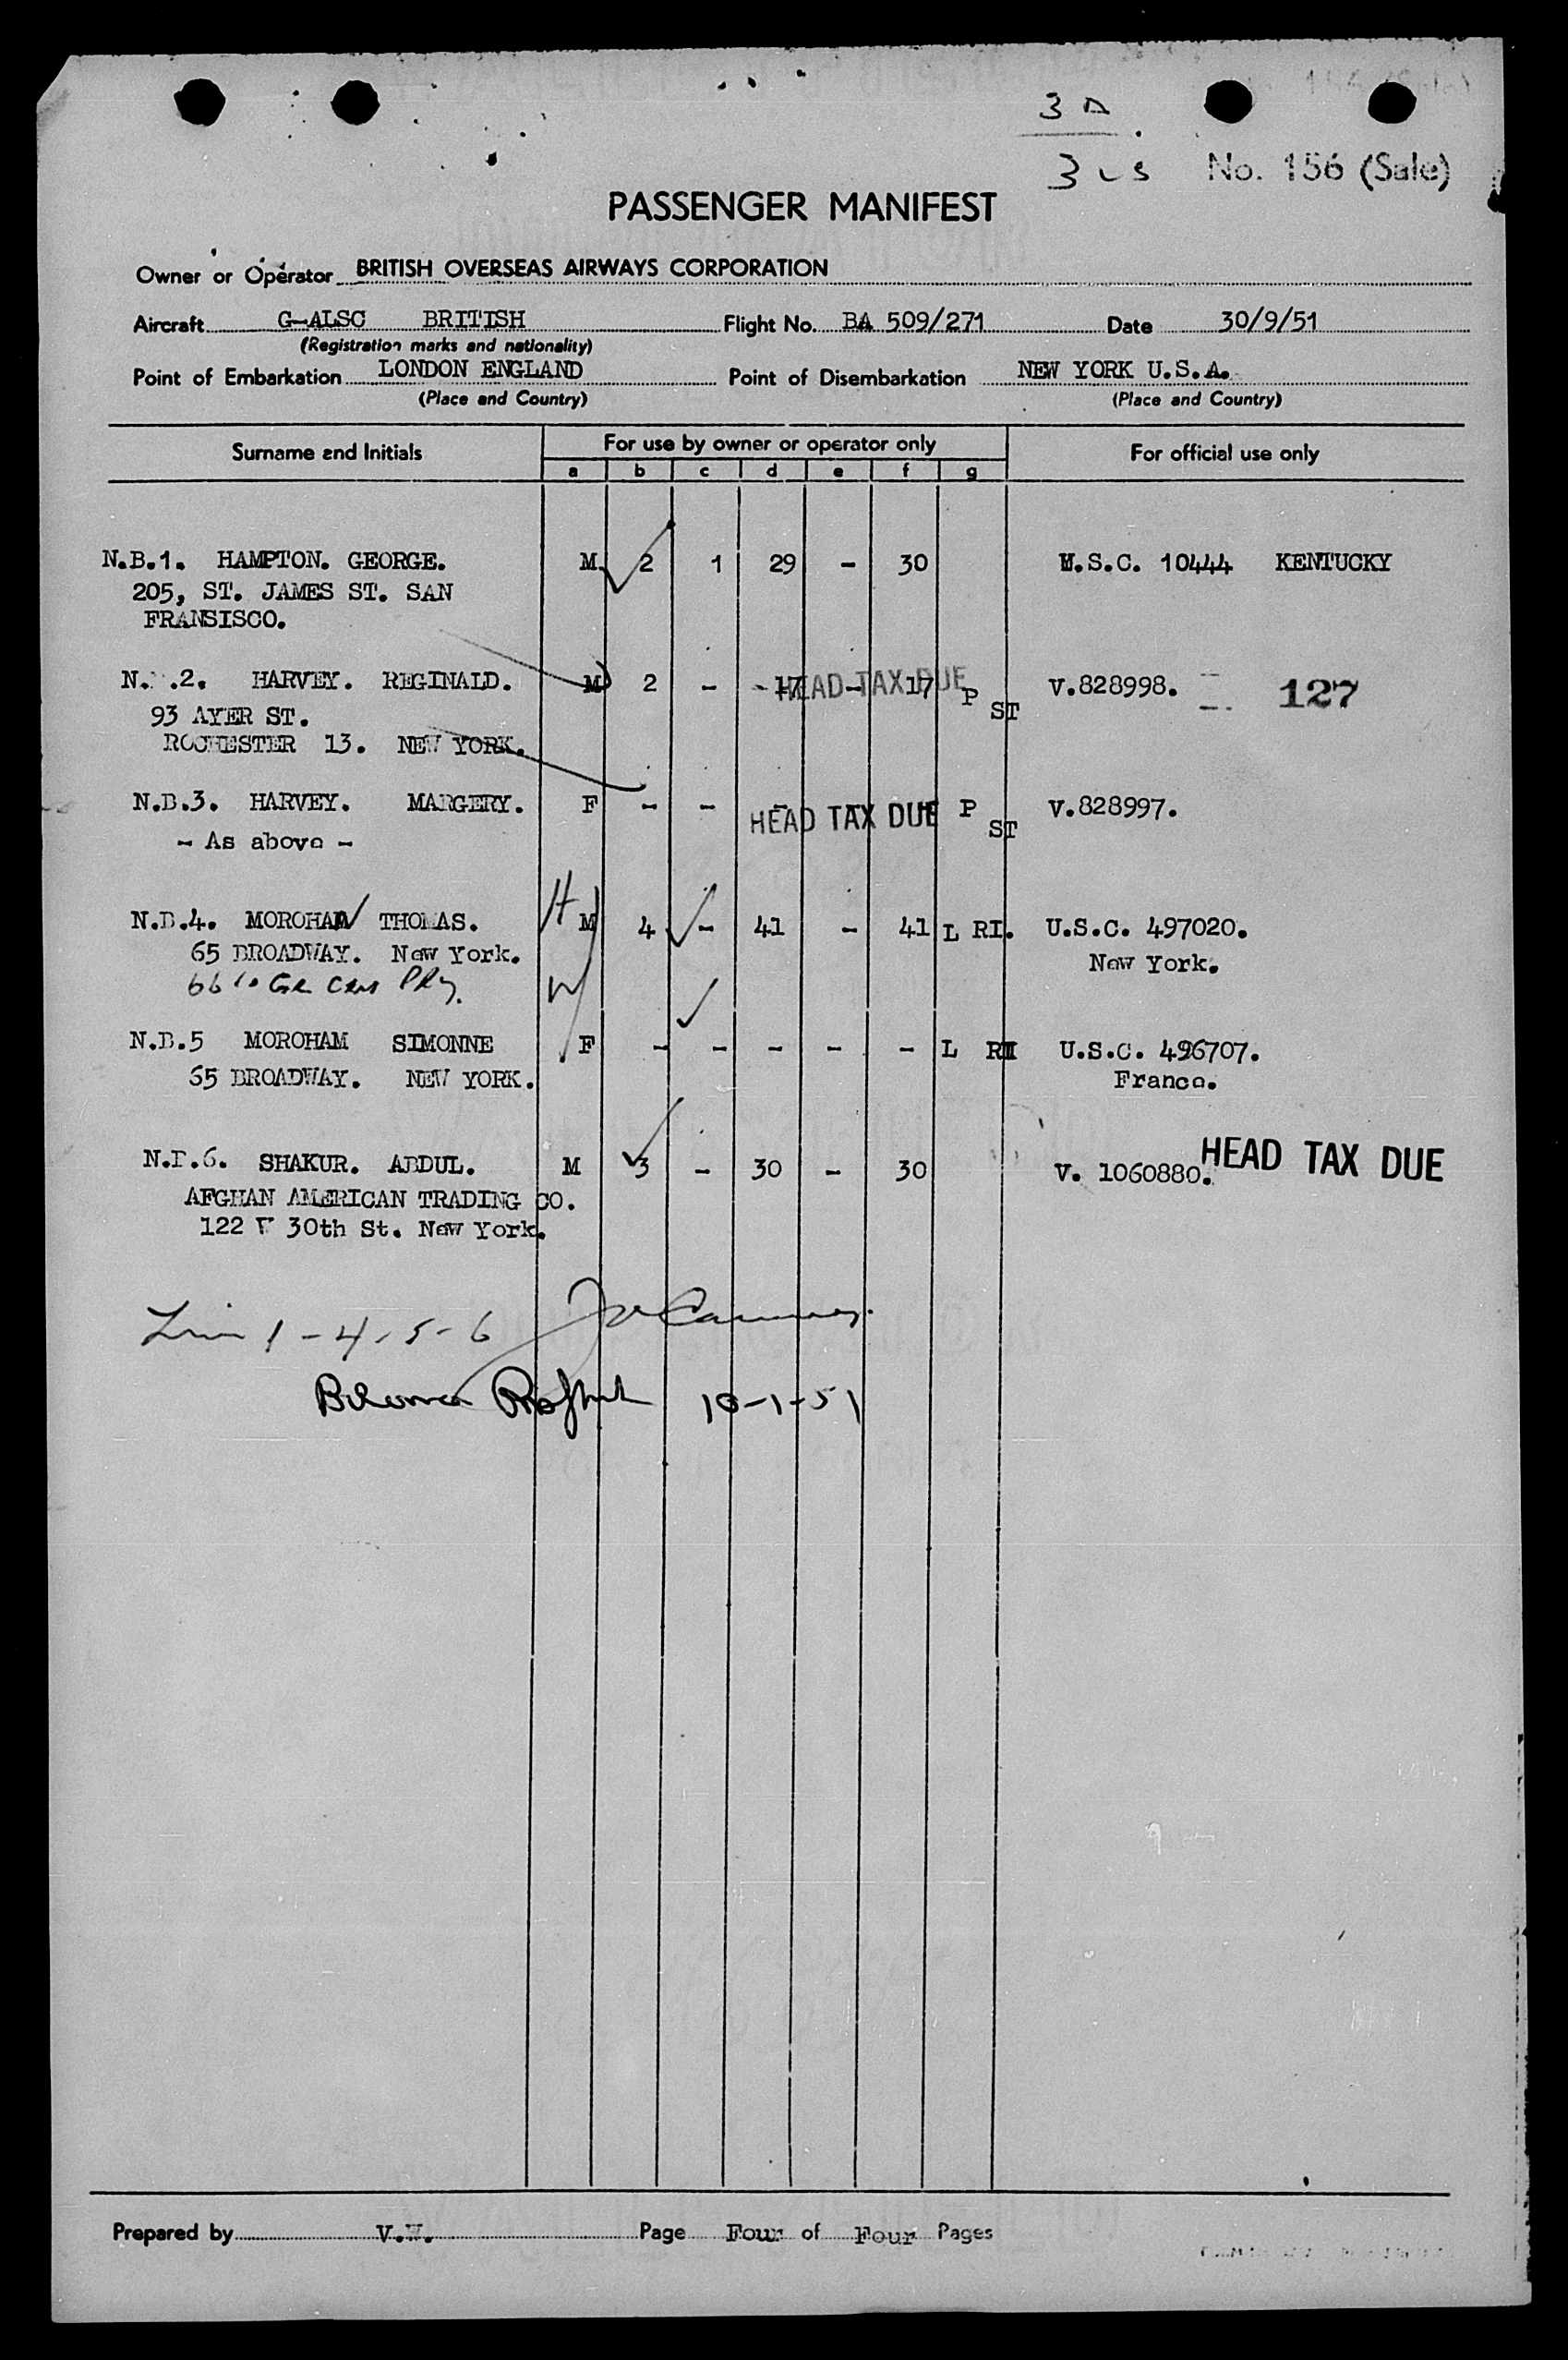 3 A
3 US No. 156 (Sale)
PASSENGER MANIFEST
Owner or Operator BRITISH OVERSEAS AIRWAYS CORPORATION
Aircraft G-ALSC BRITISH Flight No. BA 509/271 Date 30/9/51
(Registration marks and nationality)
Point of Embarkation LONDON ENGLAND Point of Disembarkation NEW YORK U.S.A.
(Place and Country) (Place and Country)
Surname and Initials For use by owner or operator only For official use only
a b c d e f g
N.B.1. HAMPTON. GEORGE. M. 2 1 29 - 30 U.S.C. 10444 KENTUCKY
205, ST. JAMES ST. SAN
FRANSISCO.
N. .2. HARVEY. REGINALD. M 2 - 17 - 17 P ST V.828998. 127
HEAD TAX DUE
93 AYER ST.
ROCHESTER 13. NEW YORK.
N.B.3. HARVEY. MARGERY. F - - - - - P ST V.828997.
HEAD TAX DUE
- As above -
N.B.4. MOROHAN THOMAS. H M 4 - 41 - 41 L RI. U.S.C. 497020.
65 BROADWAY. New York. New York.
66 10
W
N.B.5 MOROHAM SIMONNE F - - - - - L RI U.S.C. 496707.
65 BROADWAY. NEW YORK. France.
N.B.6. SHAKUR. ABDUL. M 3 - 30 - 30 V. 1060880. HEAD TAX DUE
AFGHAN AMERICAN TRADING CO.
122 W 30th St. New York.
1 - 4 - 5 - 6
10-1-51
Prepared by V.W. Page Four of Four Pages